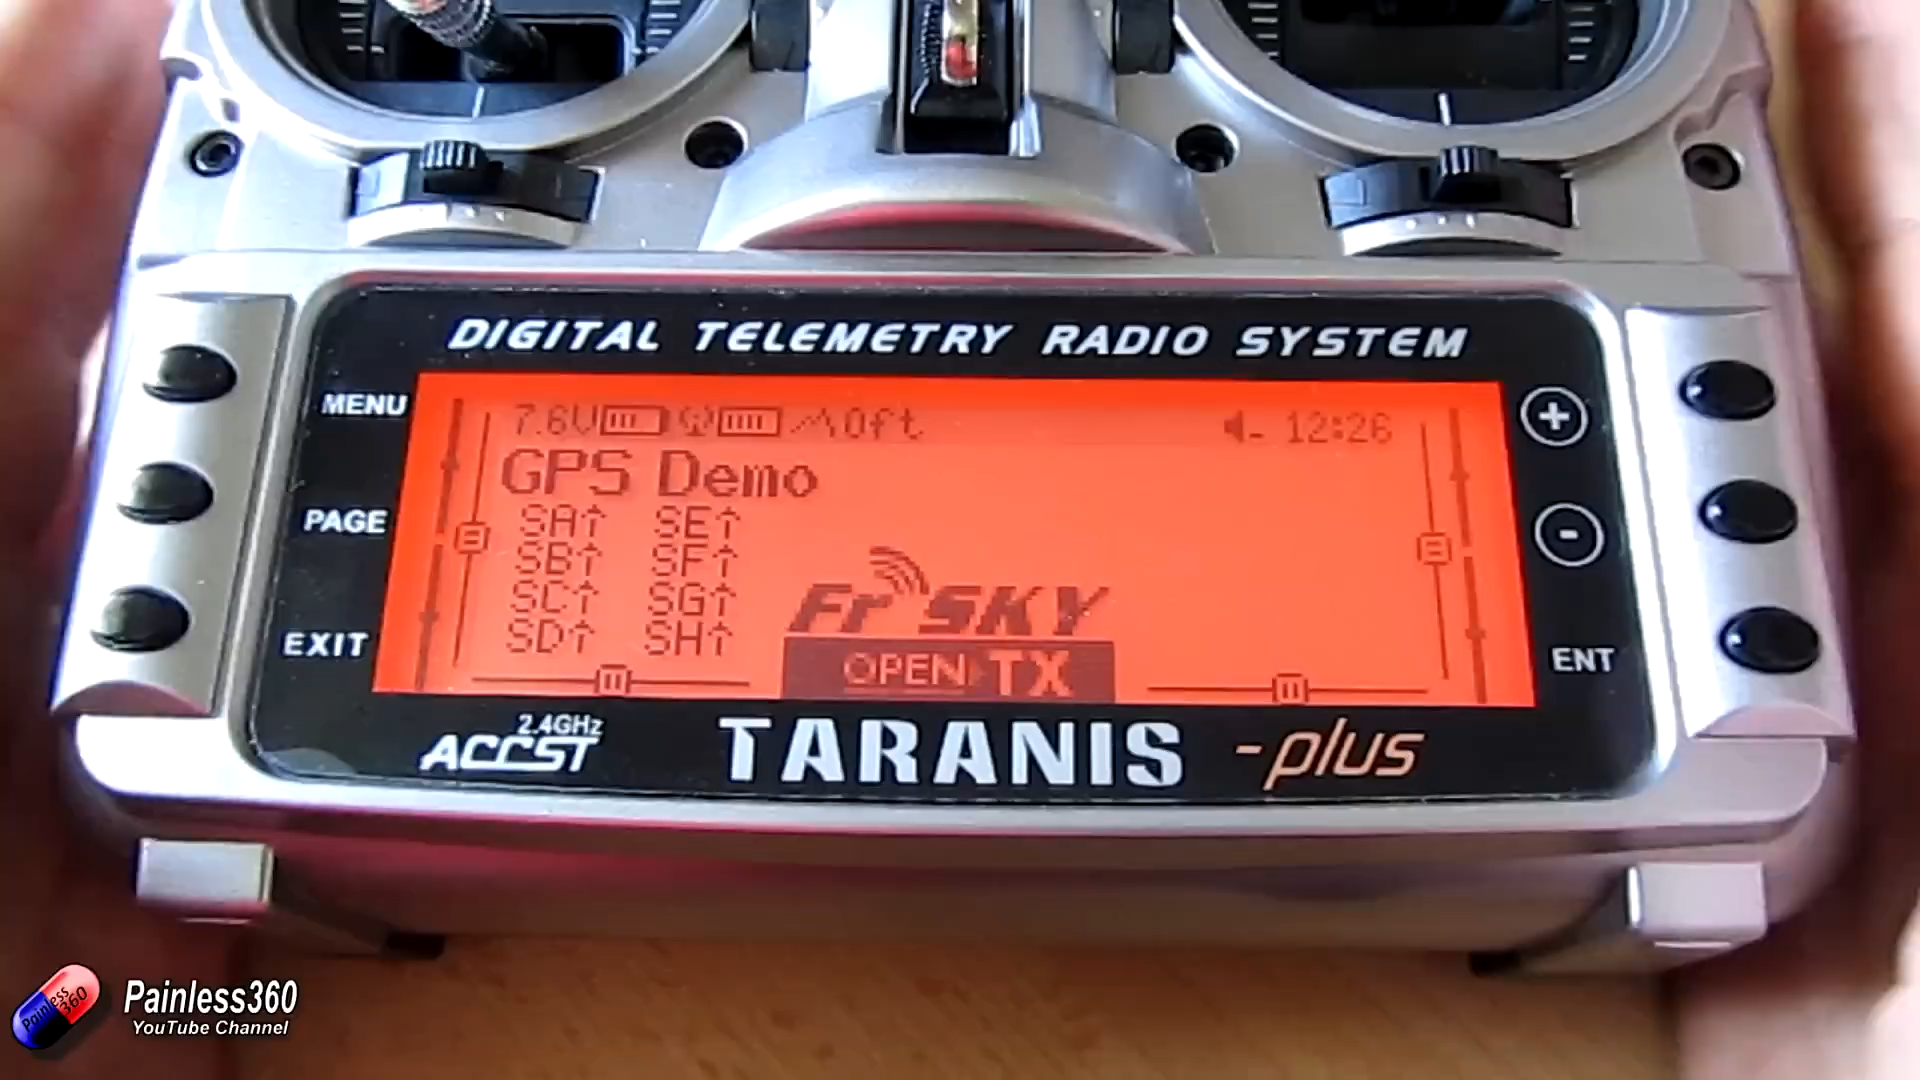 DIGITAL TELEMETRY RADIO SYSTEM
MENU
PAGE
EXIT
7.6V 0ft 12:26
GPS Demo
SA↑ SE↑
SB↑ SF↑
SC↑ SG↑
SD↑ SH↑
FrSKY
OPEN TX
+
-
ENT
2.4GHz
ACCST
TARANIS -plus
Painless360
Painless360
YouTube Channel